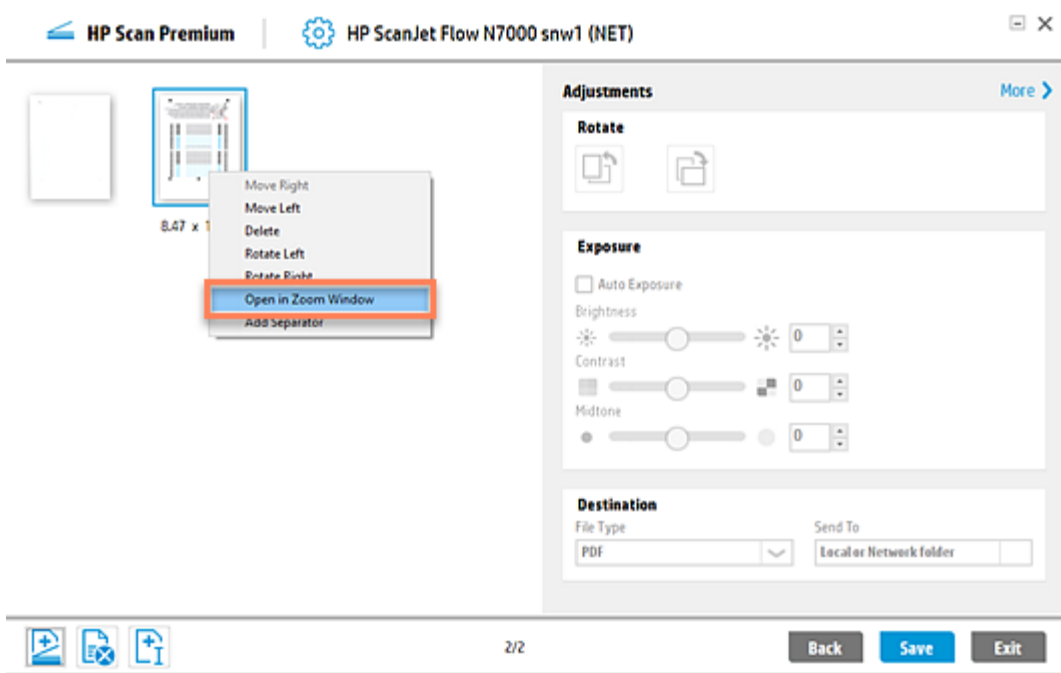 HP Scan Premium
HP ScanJet Flow N7000 snw1 (NET)
8.47 x 1
Move Right
Move Left
Delete
Rotate Left
Rotate Right
Open in Zoom Window
Add Separator
Adjustments
More
Rotate
Exposure
Auto Exposure
Brightness
0
Contrast
0
Midtone
0
Destination
File Type
Send To
PDF
Local or Network folder
2/2
Back
Save
Exit